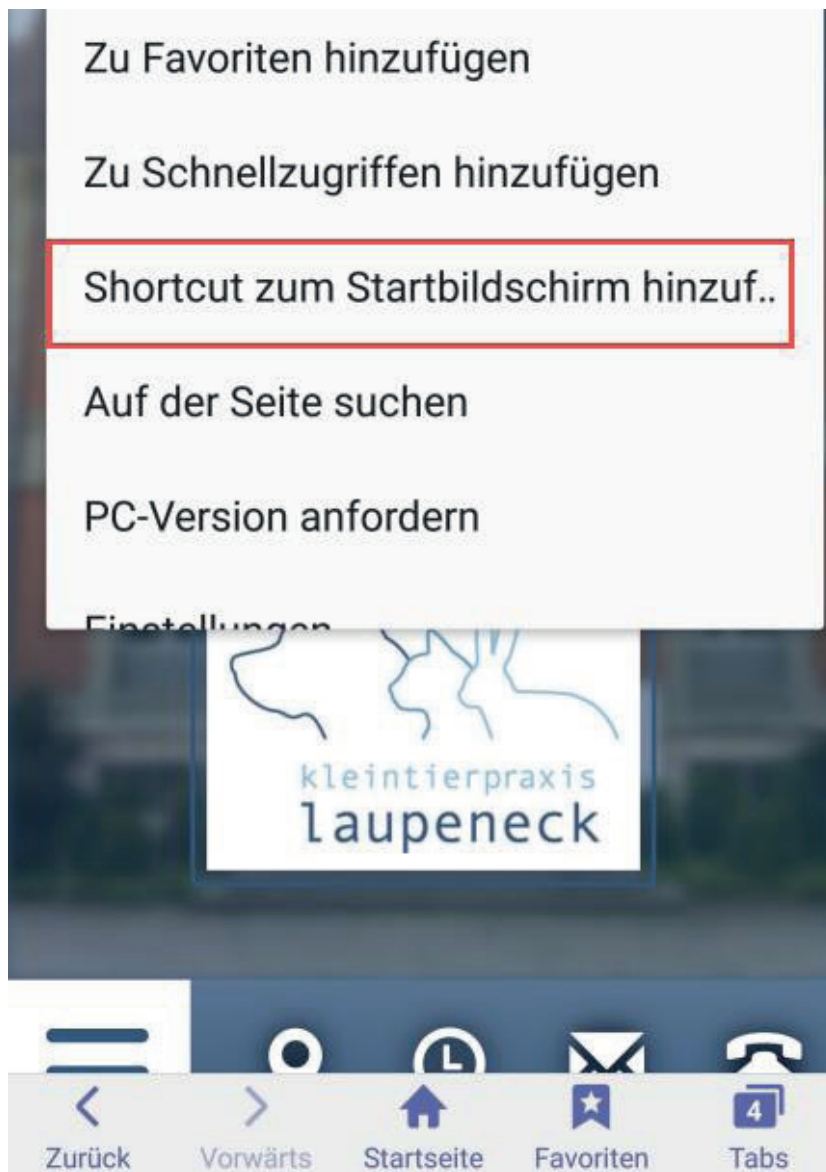 Zu Favoriten hinzufügen
Zu Schnellzugriffen hinzufügen
Shortcut zum Startbildschirm hinzuf..
Auf der Seite suchen
PC-Version anfordern
Einstellungen
kleintierpraxis
laupeneck
4
Zurück Vorwärts Startseite Favoriten Tabs